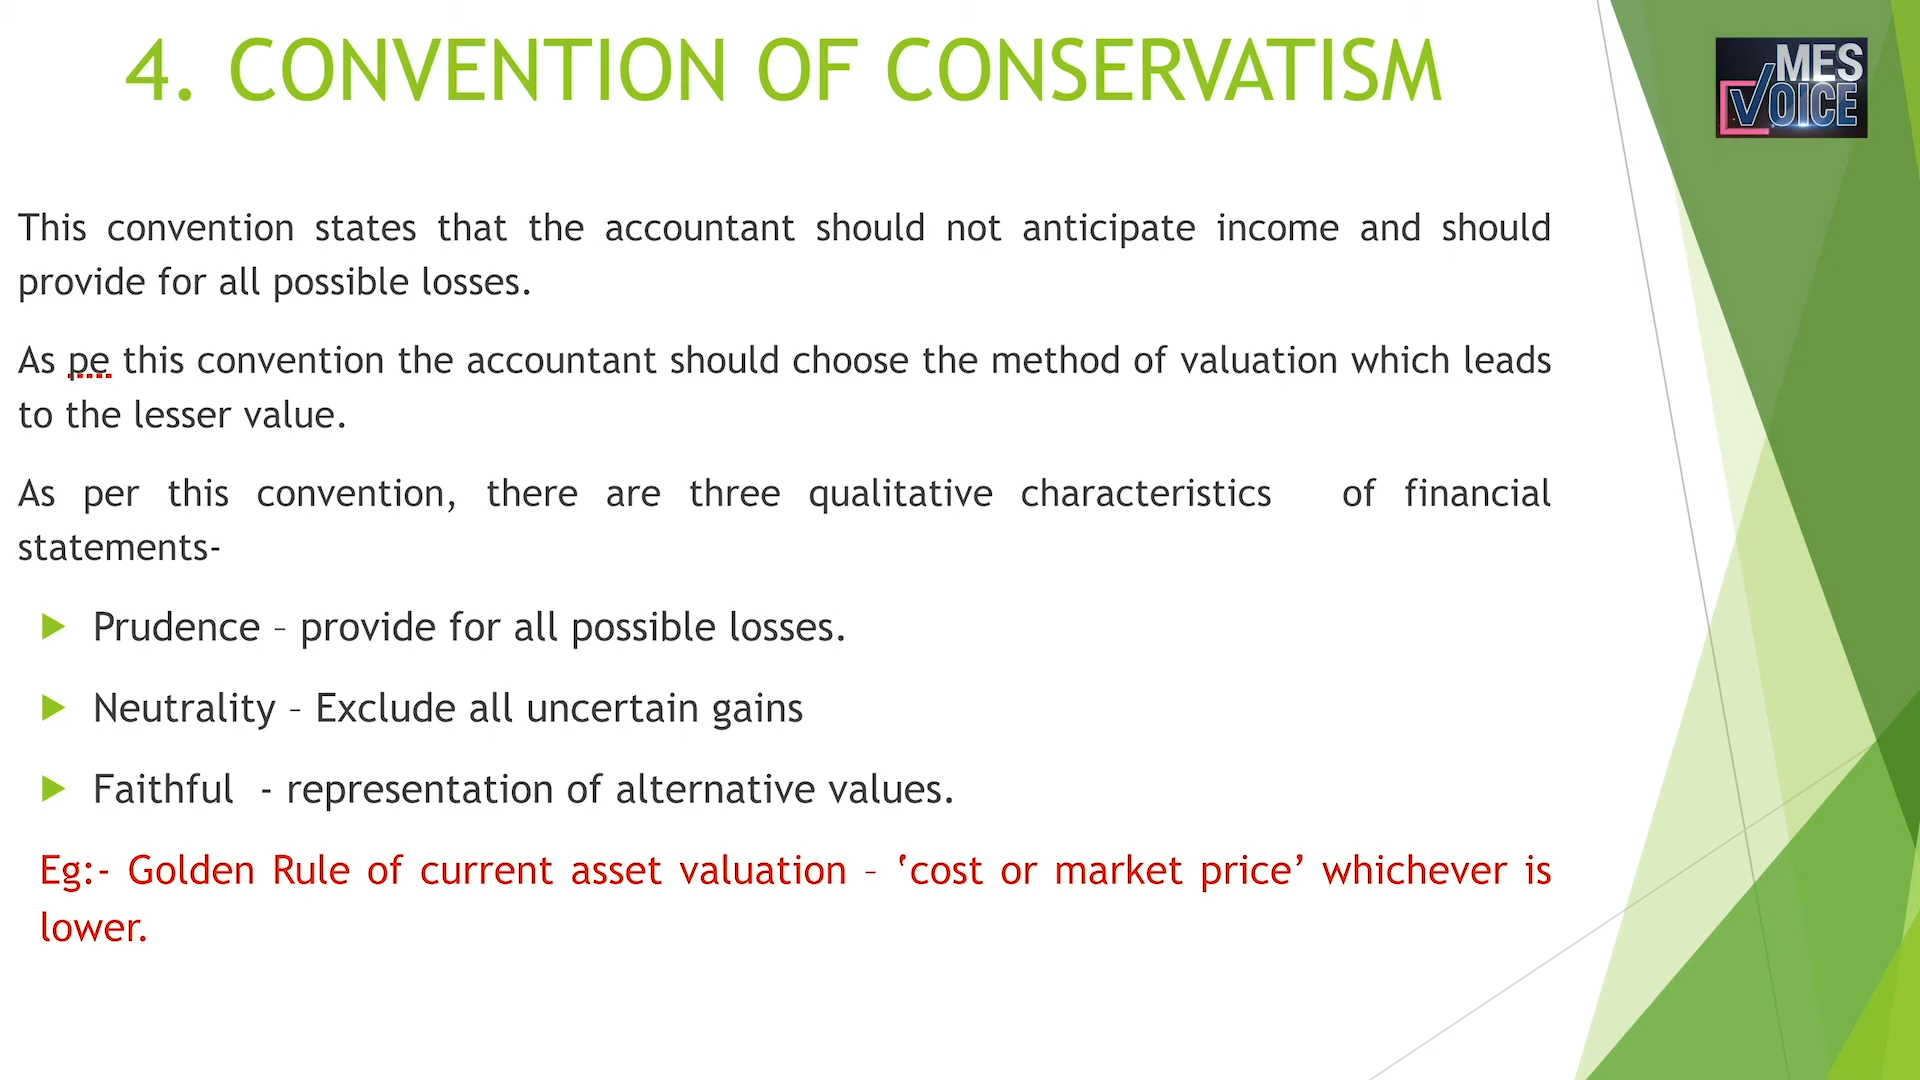 4. CONVENTION OF CONSERVATISM
MES
VOICE
This convention states that the accountant should not anticipate income and should
provide for all possible losses.
As pe this convention the accountant should choose the method of valuation which leads
to the lesser value.
As per this convention, there are three qualitative characteristics of financial
statements-
Prudence – provide for all possible losses.
Neutrality – Exclude all uncertain gains
Faithful - representation of alternative values.
Eg:- Golden Rule of current asset valuation – ‘cost or market price’ whichever is
lower.